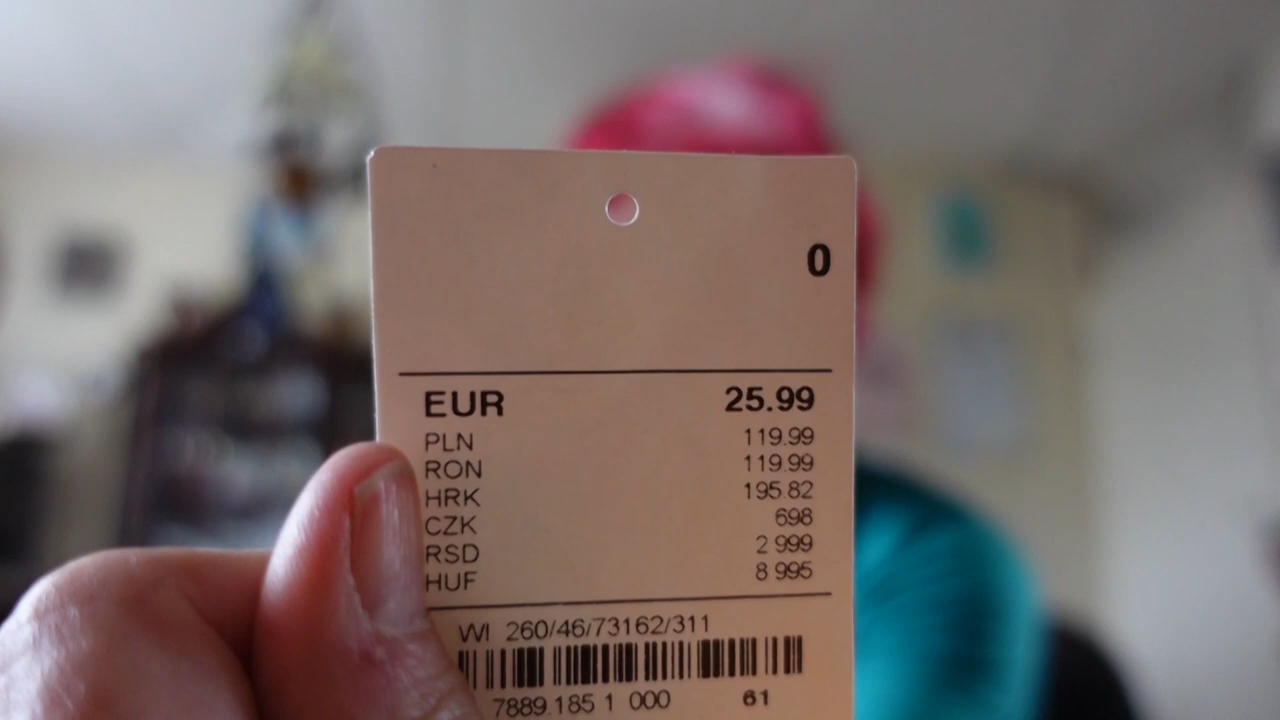 0
EUR 25.99
PLN 119.99
RON 119.99
HRK 195.82
CZK 698
RSD 2 999
HUF 8 995
WI 260/46/73162/311
7889.185 1 000 61